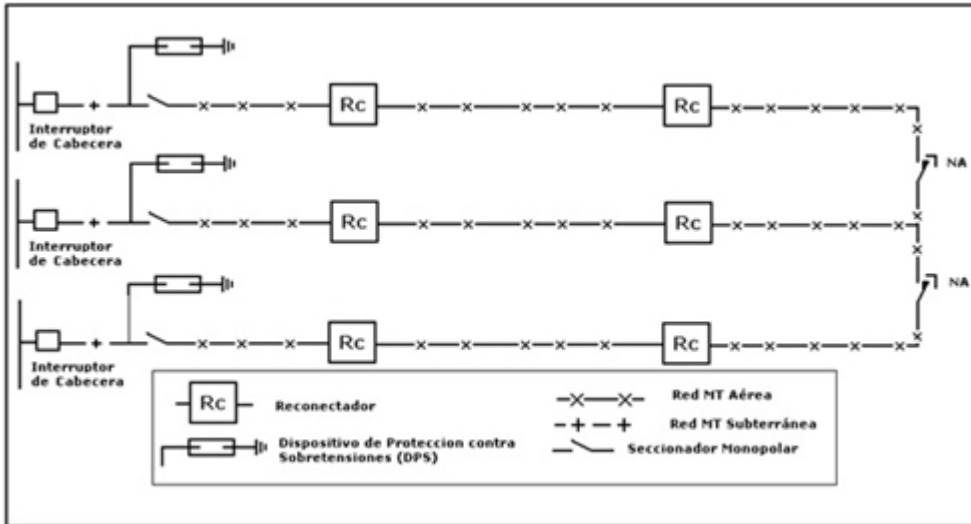 Rc
Rc
Interruptor
de Cabecera
NA
Rc
Rc
Interruptor
de Cabecera
NA
Rc
Rc
Interruptor
de Cabecera
Rc
Reconectador
Red MT Aérea
Red MT Subterránea
Dispositivo de Proteccion contra
Sobretensiones (DPS)
Seccionador Monopolar